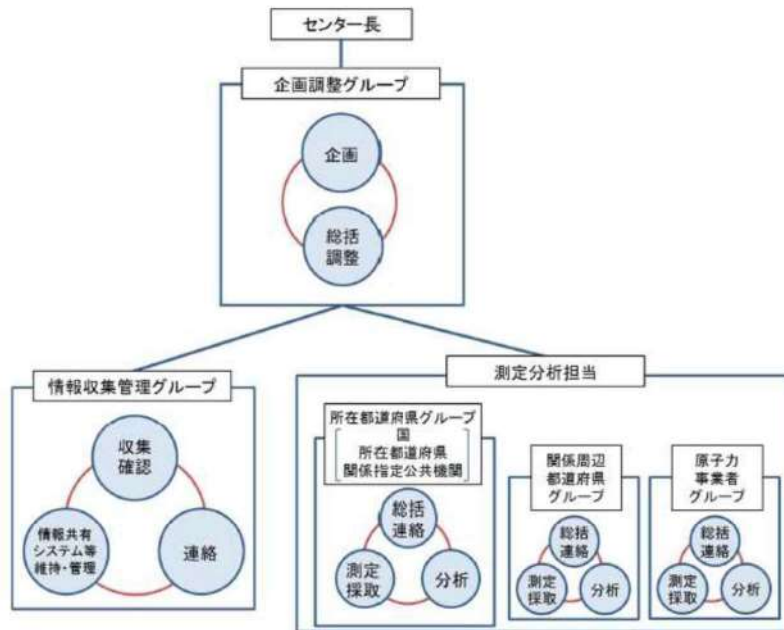 センター長
企画調整グループ
企画
総括
調整
情報収集管理グループ
収集
確認
情報共有
システム等
維持・管理
連絡
測定分析担当
所在都道府県グループ
国
所在都道府県
関係指定公共機関
総括
連絡
測定
採取
分析
関係周辺
都道府県
グループ
総括
連絡
測定
採取
分析
原子力
事業者
グループ
総括
連絡
測定
採取
分析